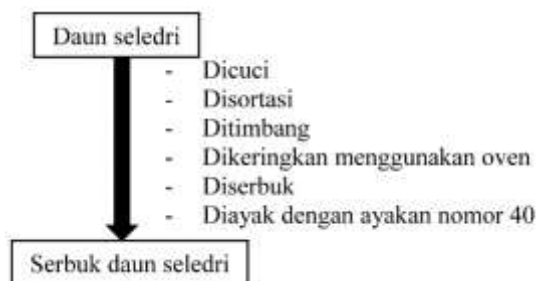 Daun seledri
- Dicuci
- Disortasi
- Ditimbang
- Dikeringkan menggunakan oven
- Diserbuk
- Diayak dengan ayakan nomor 40
Serbuk daun seledri